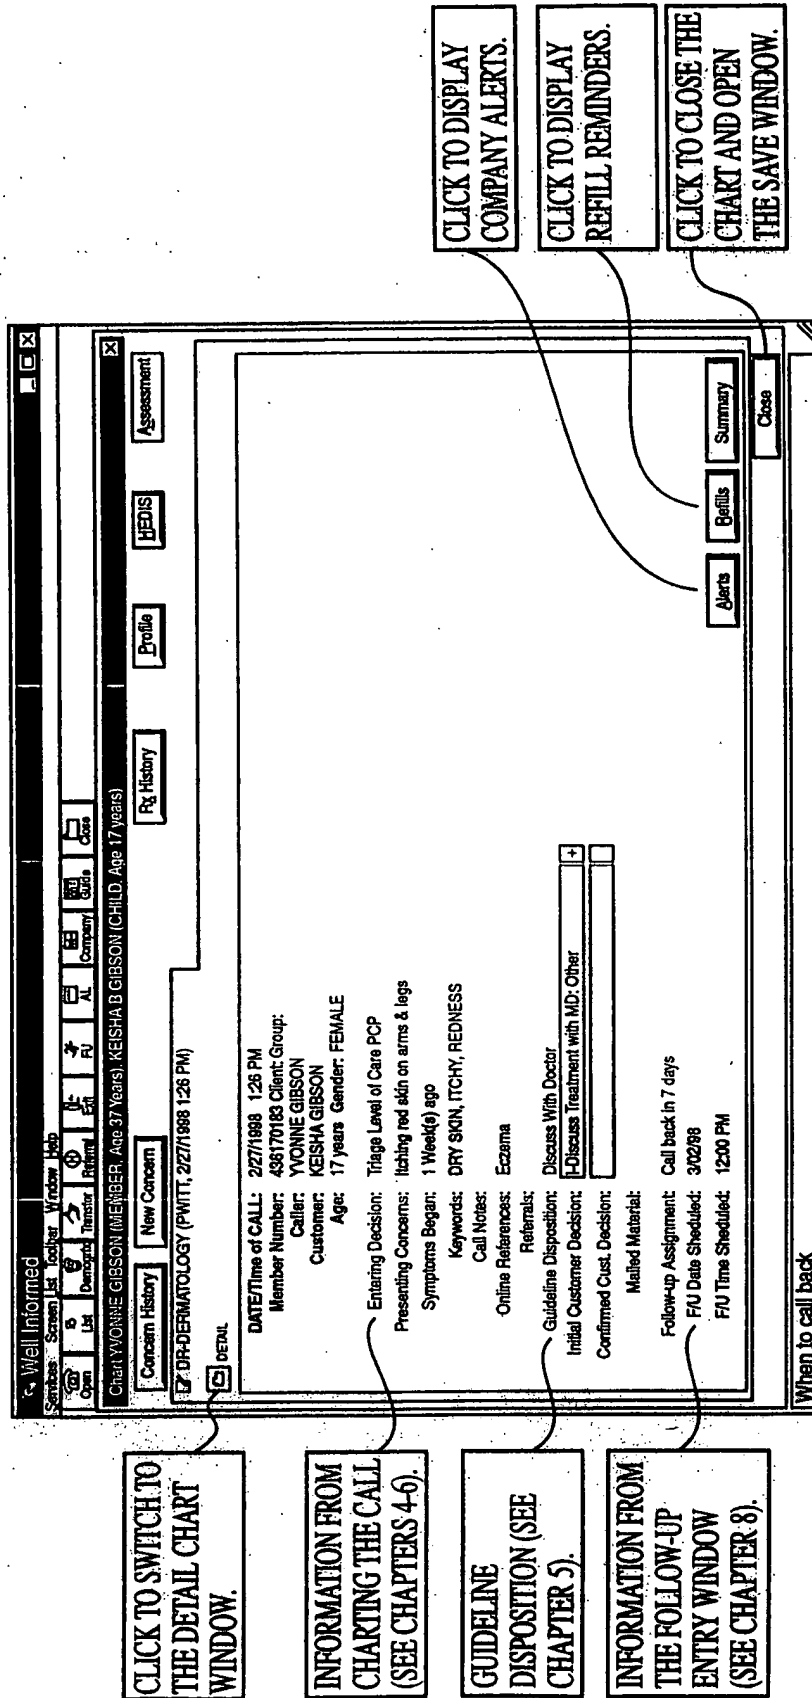 Well Informed
Services Screen List Toolbar Window Help
Open List Demogrphc Transfer Referral Exit FU AL Company Guide Close
Chart YVONNE GIBSON (MEMBER, Age 37 Years), KEISHA B GIBSON (CHILD, Age 17 years)
Concern History New Concern Rx History Profile HEDIS Assessment
DR-DERMATOLOGY (PWITT, 2/27/1998 1:26 PM)
DETAIL
DATE/Time of CALL: 2/27/1998 1:26 PM
Member Number: 436170183 Client: Group:
Caller: YVONNE GIBSON
Customer: KEISHA GIBSON
Age: 17 years Gender: FEMALE
Entering Decision: Triage Level of Care PCP
Presenting Concerns: Itching red skin on arms & legs
Symptoms Began: 1 Week(s) ago
Keywords: DRY SKIN, ITCHY, REDNESS
Call Notes:
Online References: Eczema
Referrals:
Guideline Disposition: Discuss With Doctor
Initial Customer Decision: I-Discuss Treatment with MD: Other +
Confirmed Cust. Decision:
Mailed Material:
Follow-up Assignment: Call back in 7 days
F/U Date Sheduled: 3/02/98
F/U Time Sheduled: 12:00 PM
Alerts Refills Summary
Close
When to call back
CLICK TO SWITCH TO
THE DETAIL CHART
WINDOW.
INFORMATION FROM
CHARTING THE CALL
(SEE CHAPTERS 4-6).
GUIDELINE
DISPOSITION (SEE
CHAPTER 5).
INFORMATION FROM
THE FOLLOW-UP
ENTRY WINDOW
(SEE CHAPTER 8).
CLICK TO DISPLAY
COMPANY ALERTS.
CLICK TO DISPLAY
REFILL REMINDERS.
CLICK TO CLOSE THE
CHART AND OPEN
THE SAVE WINDOW.